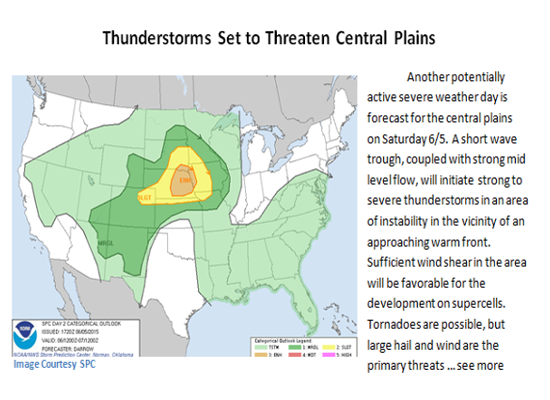 Thunderstorms Set to Threaten Central Plains
Another potentially
active severe weather day is
forecast for the central plains
on Saturday 6/5. A short wave
trough, coupled with strong mid
level flow, will initiate strong to
severe thunderstorms in an area
of instability in the vicinity of an
approaching warm front.
Sufficient wind shear in the area
will be favorable for the
development on supercells.
Tornadoes are possible, but
large hail and wind are the
primary threats ...see more
ENH
SLGT
MRGL
SPC DAY 2 CATEGORICAL OUTLOOK
ISSUED: 1700Z 06/05/2015
VALID: 06/1200Z-07/1200Z
FORECASTER: DARROW
NOAA/NWS Storm Prediction Center, Norman, Oklahoma
Categorical Outlook Legend:
TSTM 1: MRGL 2: SLGT
3: ENH 4: MDT 5: HIGH
Image Courtesy SPC